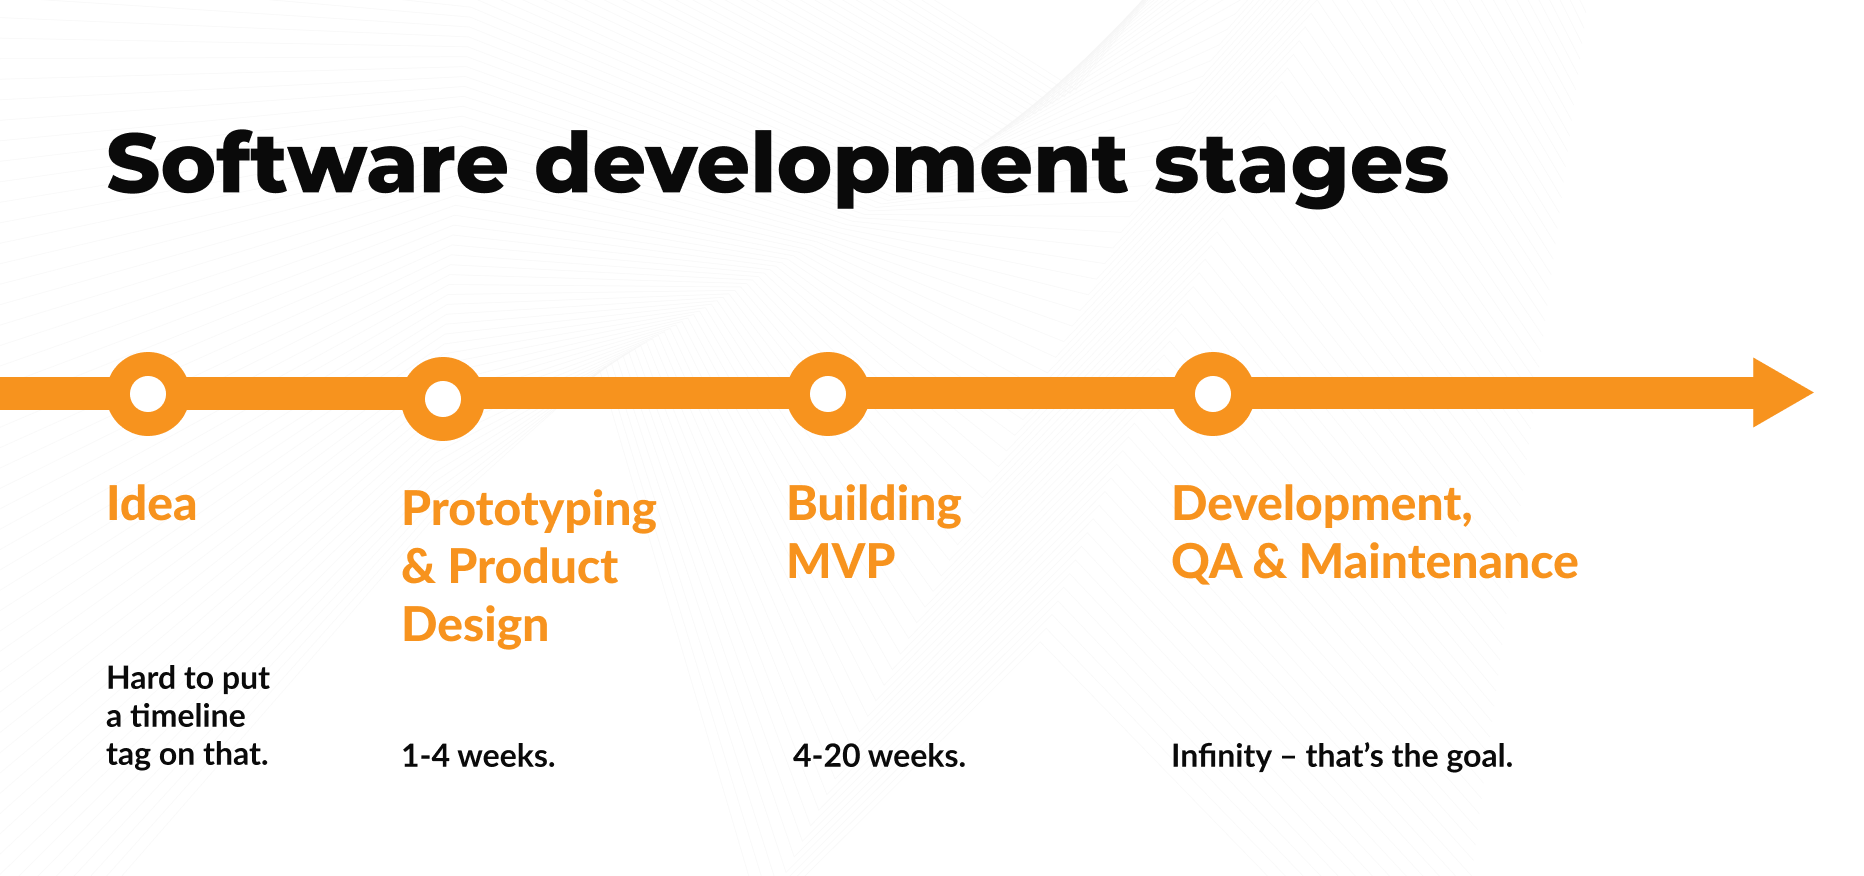 Software development stages
Idea
Prototyping
& Product
Design
Building
MVP
Development,
QA & Maintenance
Hard to put
a timeline
tag on that.
1-4 weeks.
4-20 weeks.
Infinity – that’s the goal.